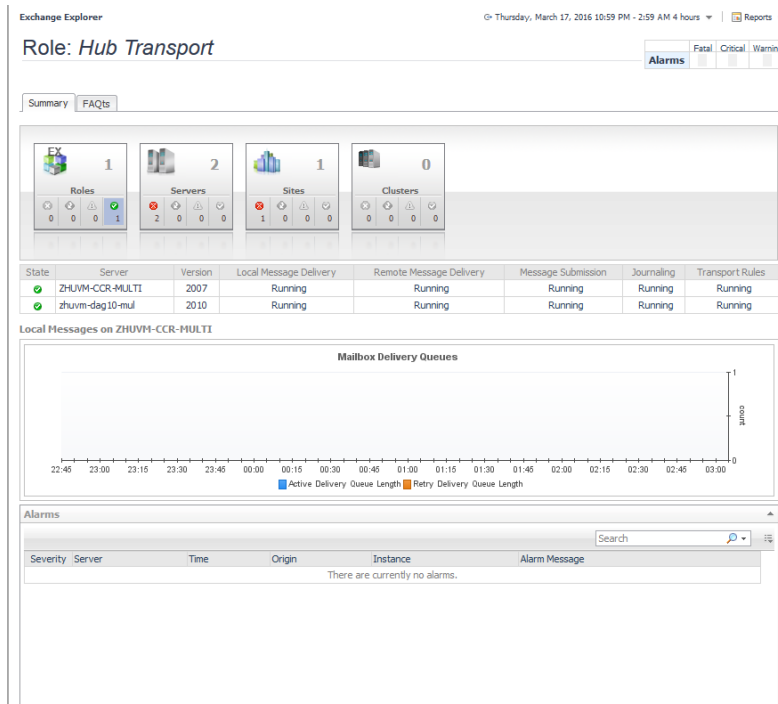 Exchange Explorer
Thursday, March 17, 2016 10:59 PM - 2:59 AM 4 hours
Reports
Role: Hub Transport
Fatal Critical Warnin
Alarms
Summary FAQts
EX 1 2 1 0
Roles Servers Sites Clusters
0 0 0 1 2 0 0 0 1 0 0 0 0 0 0 0
State Server Version Local Message Delivery Remote Message Delivery Message Submission Journaling Transport Rules
ZHUVM-CCR-MULTI 2007 Running Running Running Running Running
zhuvm-dag10-mul 2010 Running Running Running Running Running
Local Messages on ZHUVM-CCR-MULTI
Mailbox Delivery Queues
1
count
0
22:45 23:00 23:15 23:30 23:45 00:00 00:15 00:30 00:45 01:00 01:15 01:30 01:45 02:00 02:15 02:30 02:45 03:00
Active Delivery Queue Length Retry Delivery Queue Length
Alarms
Search
Severity Server Time Origin Instance Alarm Message
There are currently no alarms.